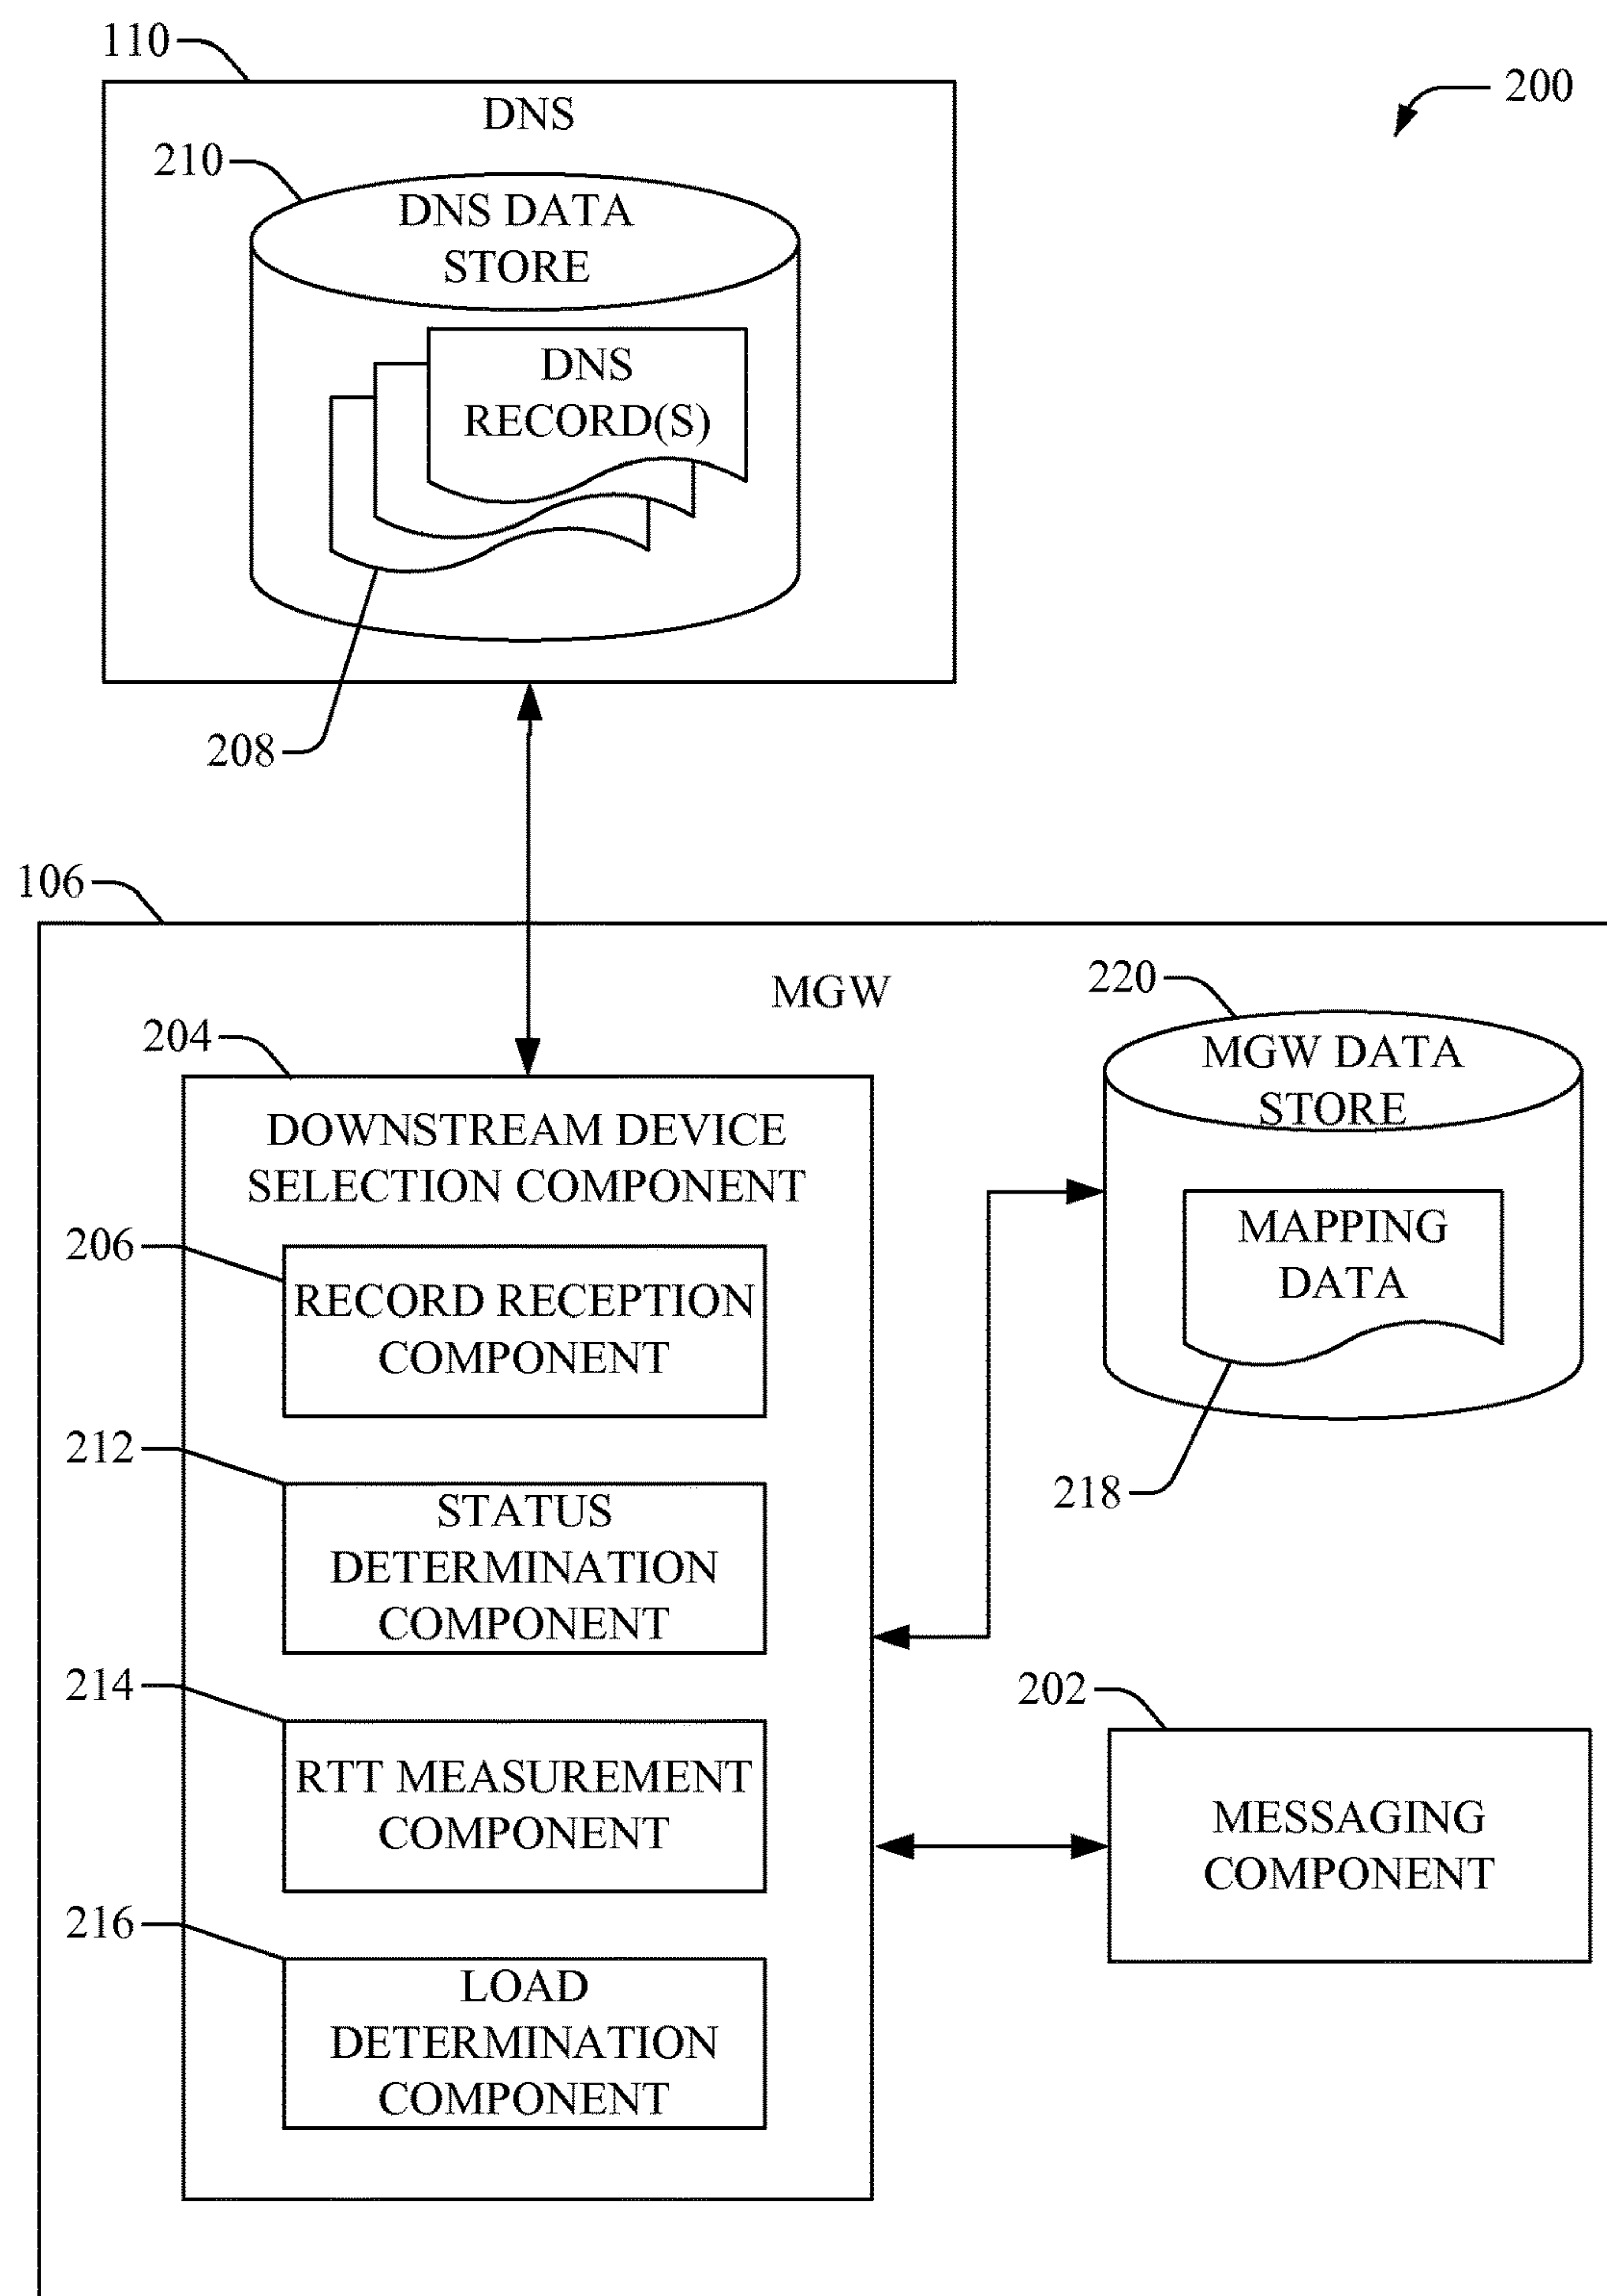 110
200
DNS
210
DNS DATA
STORE
DNS
RECORD(S)
208
106
MGW
220
204
MGW DATA
STORE
DOWNSTREAM DEVICE
SELECTION COMPONENT
206
MAPPING
DATA
RECORD RECEPTION
COMPONENT
212
218
STATUS
DETERMINATION
COMPONENT
214
202
RTT MEASUREMENT
COMPONENT
MESSAGING
COMPONENT
216
LOAD
DETERMINATION
COMPONENT